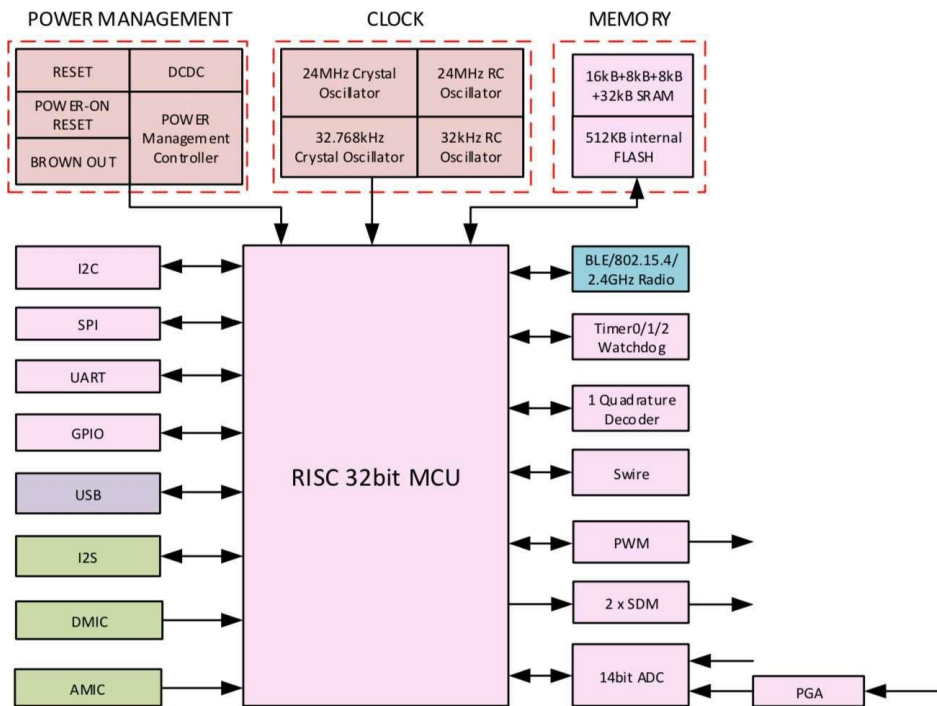 POWER MANAGEMENT
CLOCK
MEMORY
RESET
DCDC
POWER-ON
RESET
POWER
Management
Controller
BROWN OUT
24MHz Crystal
Oscillator
24MHz RC
Oscillator
32.768kHz
Crystal Oscillator
32kHz RC
Oscillator
16kB+8kB+8kB
+32kB SRAM
512KB internal
FLASH
I2C
SPI
UART
GPIO
USB
I2S
DMIC
AMIC
RISC 32bit MCU
BLE/802.15.4/
2.4GHz Radio
Timer0/1/2
Watchdog
1 Quadrature
Decoder
Swire
PWM
2 x SDM
14bit ADC
PGA